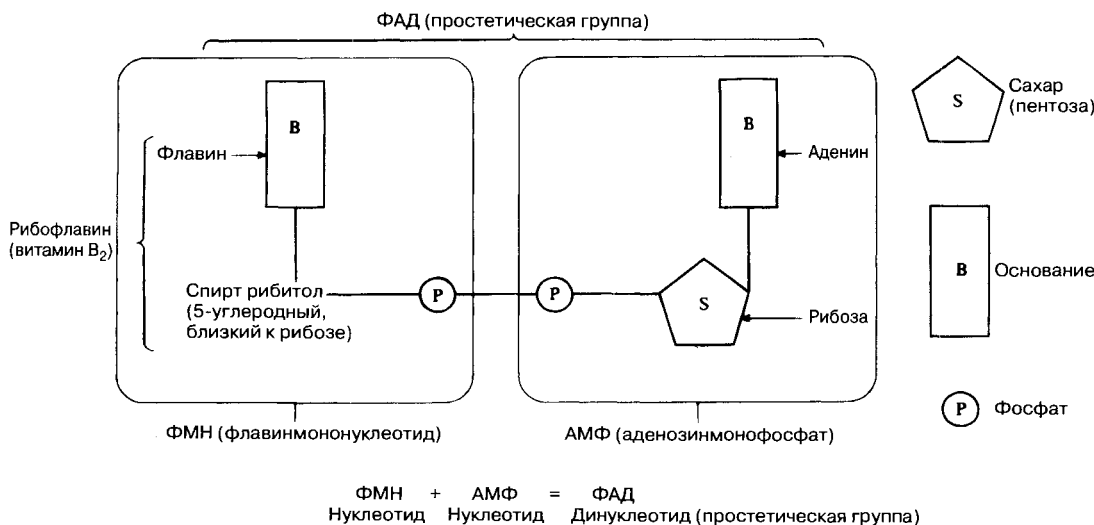 ФАД (простетическая группа)
B
Флавин
Рибофлавин
(витамин B₂)
Спирт рибитол
(5-углеродный,
близкий к рибозе)
P
P
B
Аденин
S
Рибоза
ФМН (флавинмононуклеотид)
АМФ (аденозинмонофосфат)
S
Сахар
(пентоза)
B
Основание
P
Фосфат
ФМН + АМФ = ФАД
Нуклеотид Нуклеотид Динуклеотид (простетическая группа)